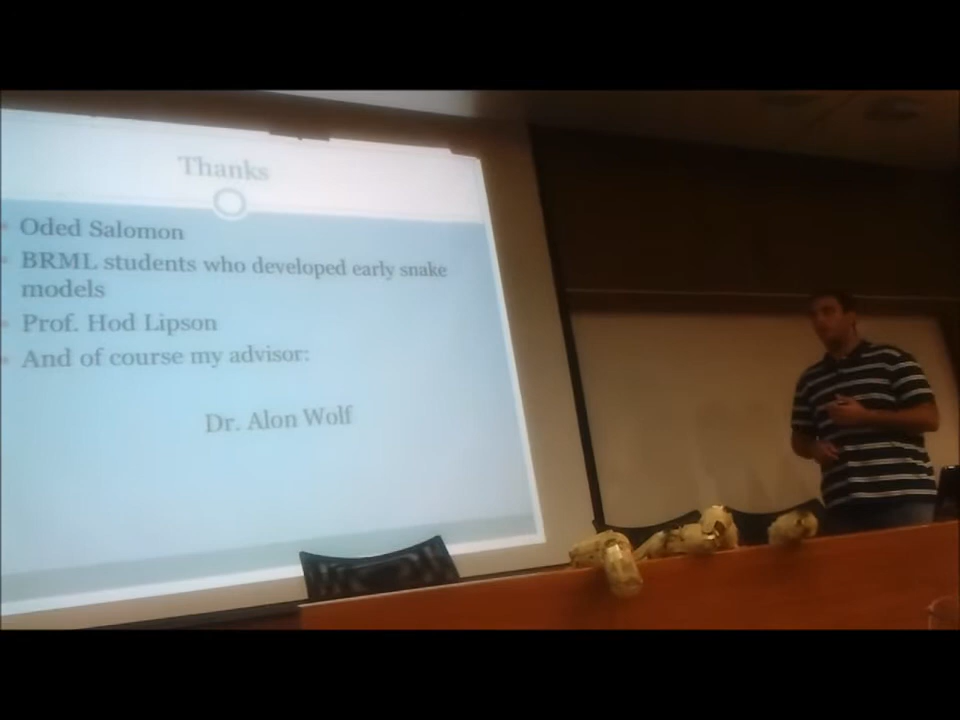 Thanks
Oded Salomon
BRML students who developed early snake
models
Prof. Hod Lipson
And of course my advisor:
Dr. Alon Wolf